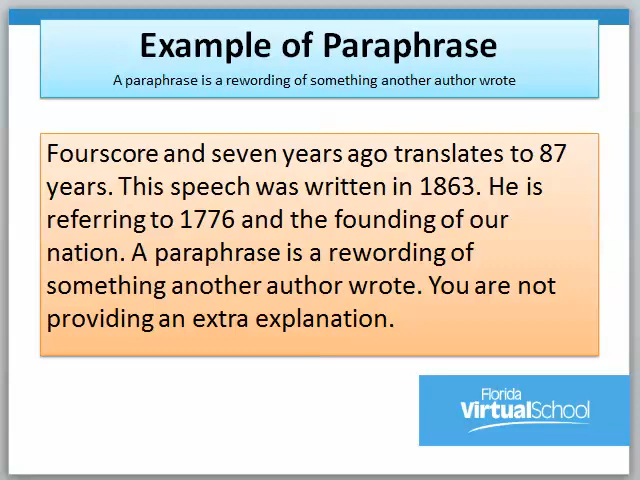 Example of Paraphrase
A paraphrase is a rewording of something another author wrote
Fourscore and seven years ago translates to 87
years. This speech was written in 1863. He is
referring to 1776 and the founding of our
nation. A paraphrase is a rewording of
something another author wrote. You are not
providing an extra explanation.
Florida
VirtualSchool